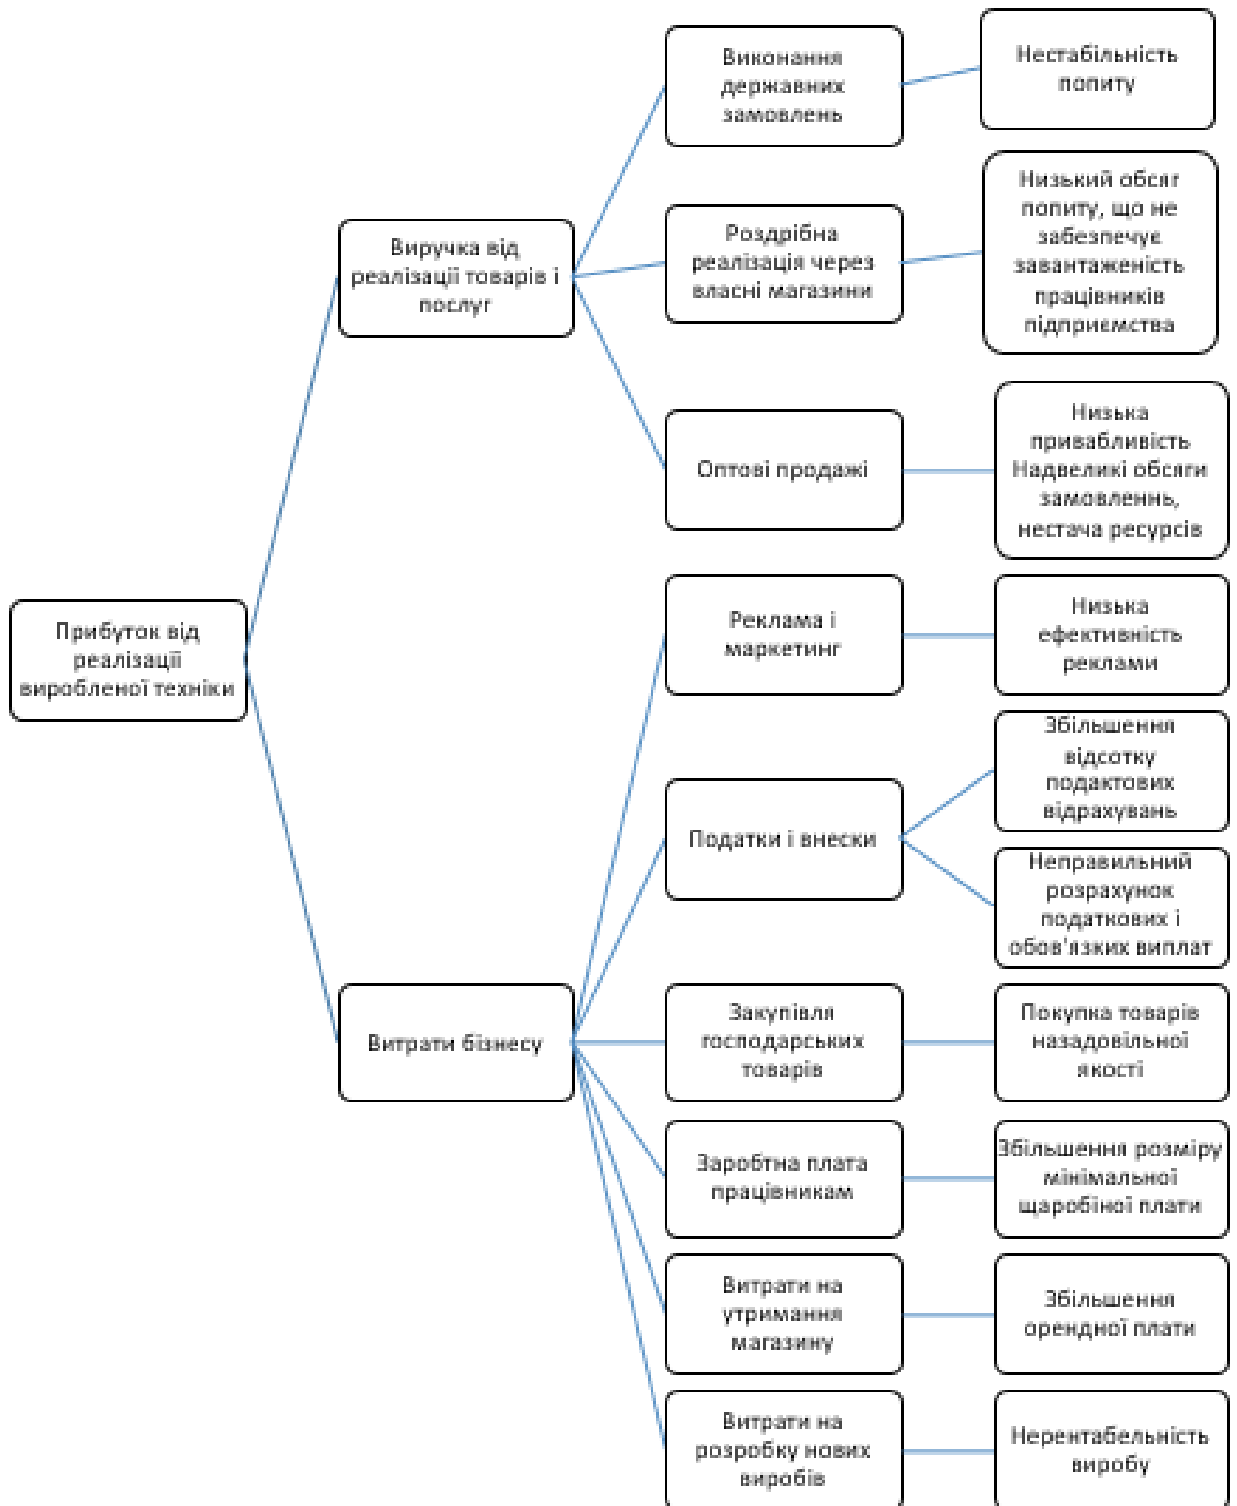 Виконання
державних
замовлень
Нестабільність
попиту
Виручка від
реалізації товарів і
послуг
Роздрібна
реалізація через
власні магазини
Низький обсяг
попиту, що не
забезпечує
завантаженість
працівників
підприємства
Оптові продажі
Низька
привабливість
Надвеликі обсяги
замовленнь,
нестача ресурсів
Прибуток від
реалізації
виробленої техніки
Реклама і
маркетинг
Низька
ефективність
реклами
Податки і внески
Збільшення
відсотку
подактових
відрахувань
Неправильний
розрахунок
податкових і
обов'язких виплат
Витрати бізнесу
Закупівля
господарських
товарів
Покупка товарів
назадовільної
якості
Заробтна плата
працівникам
Збільшення розміру
мінімальної
щаробіної плати
Витрати на
утримання
магазину
Збільшення
орендної плати
Витрати на
розробку нових
виробів
Нерентабельність
виробу